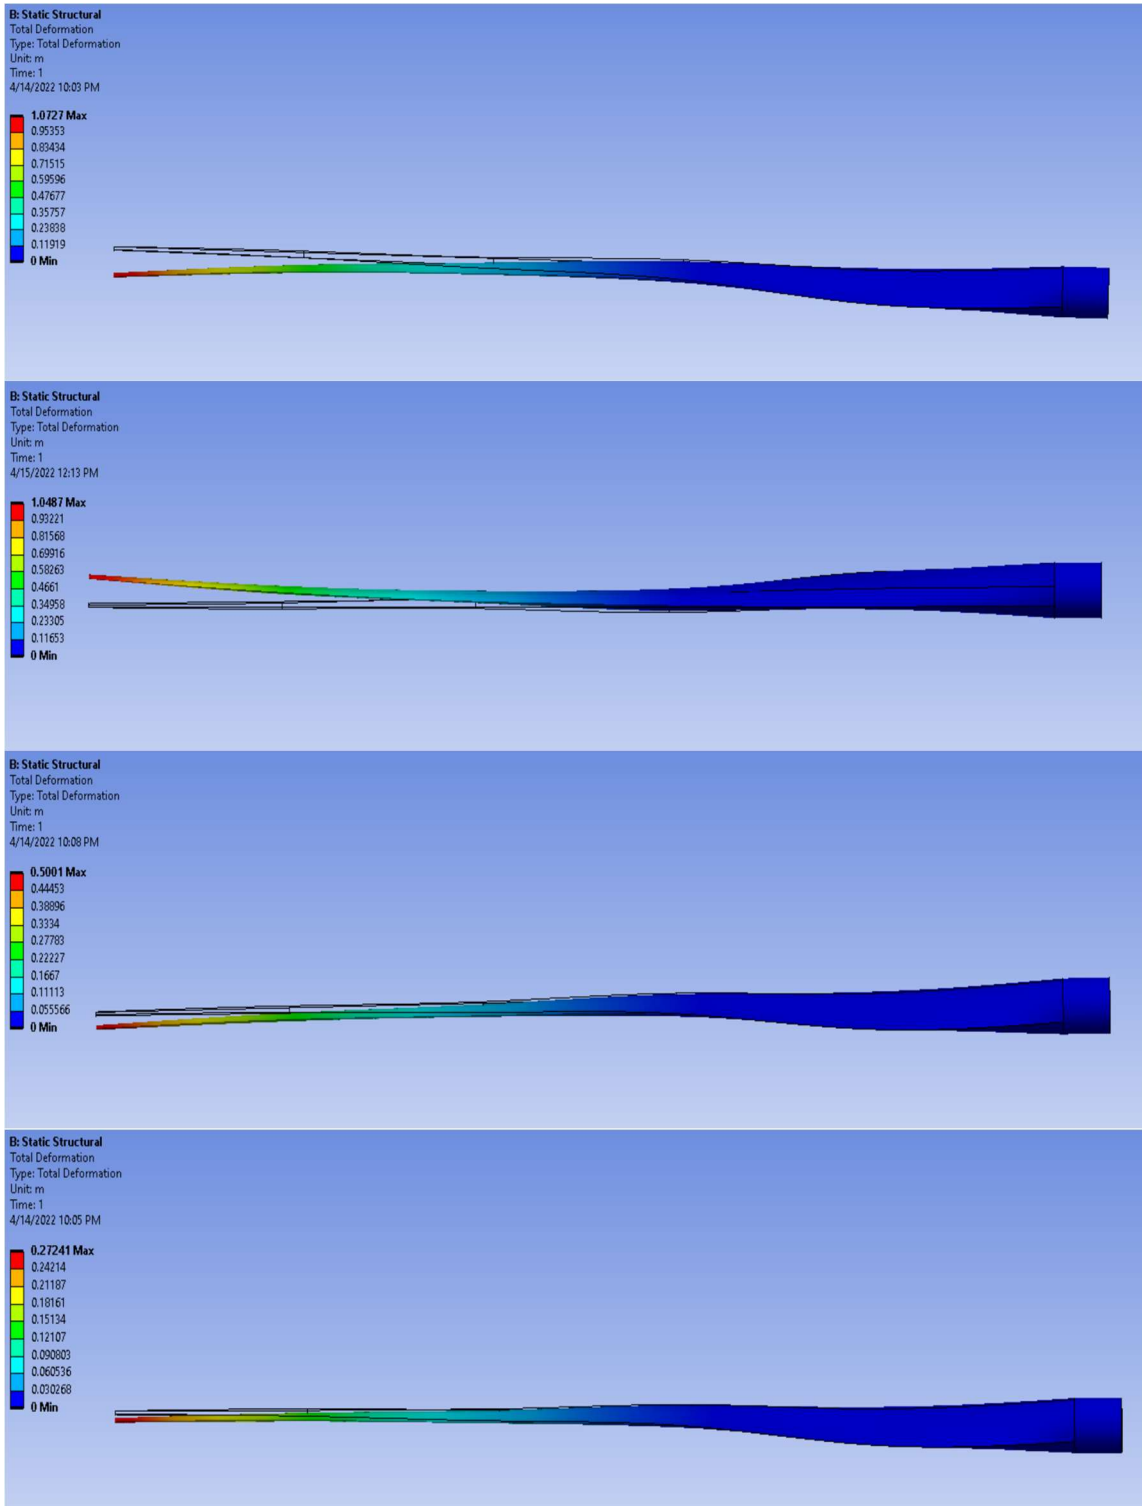 B: Static Structural
Total Deformation
Type: Total Deformation
Unit: m
Time: 1
4/14/2022 10:03 PM
1.0727 Max
0.95353
0.83434
0.71515
0.59596
0.47677
0.35757
0.23838
0.11919
0 Min
B: Static Structural
Total Deformation
Type: Total Deformation
Unit: m
Time: 1
4/15/2022 12:13 PM
1.0487 Max
0.93221
0.81568
0.69916
0.58263
0.4661
0.34958
0.23305
0.11653
0 Min
B: Static Structural
Total Deformation
Type: Total Deformation
Unit: m
Time: 1
4/14/2022 10:08 PM
0.5001 Max
0.44453
0.38896
0.3334
0.27783
0.22227
0.1667
0.11113
0.055566
0 Min
B: Static Structural
Total Deformation
Type: Total Deformation
Unit: m
Time: 1
4/14/2022 10:05 PM
0.27241 Max
0.24214
0.21187
0.18161
0.15134
0.12107
0.090803
0.060536
0.030268
0 Min